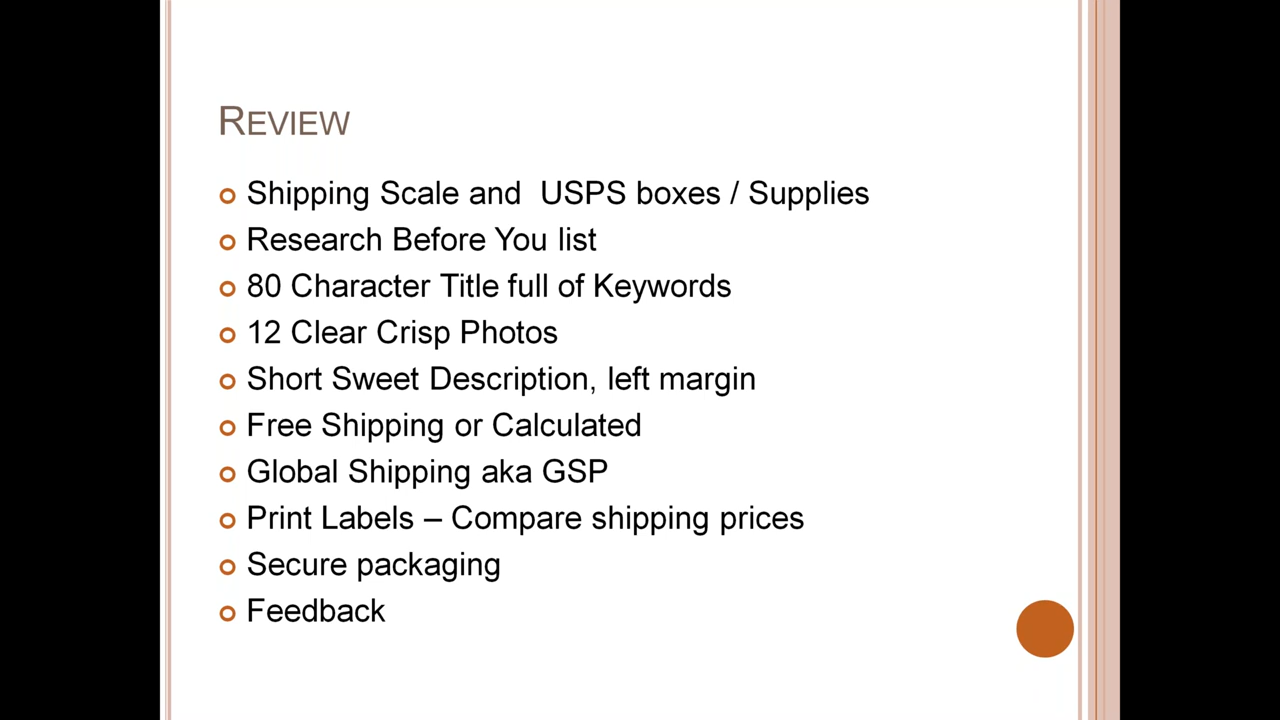 Review
Shipping Scale and  USPS boxes / Supplies
Research Before You list
80 Character Title full of Keywords
12 Clear Crisp Photos
Short Sweet Description, left margin
Free Shipping or Calculated
Global Shipping aka GSP
Print Labels – Compare shipping prices
Secure packaging
Feedback